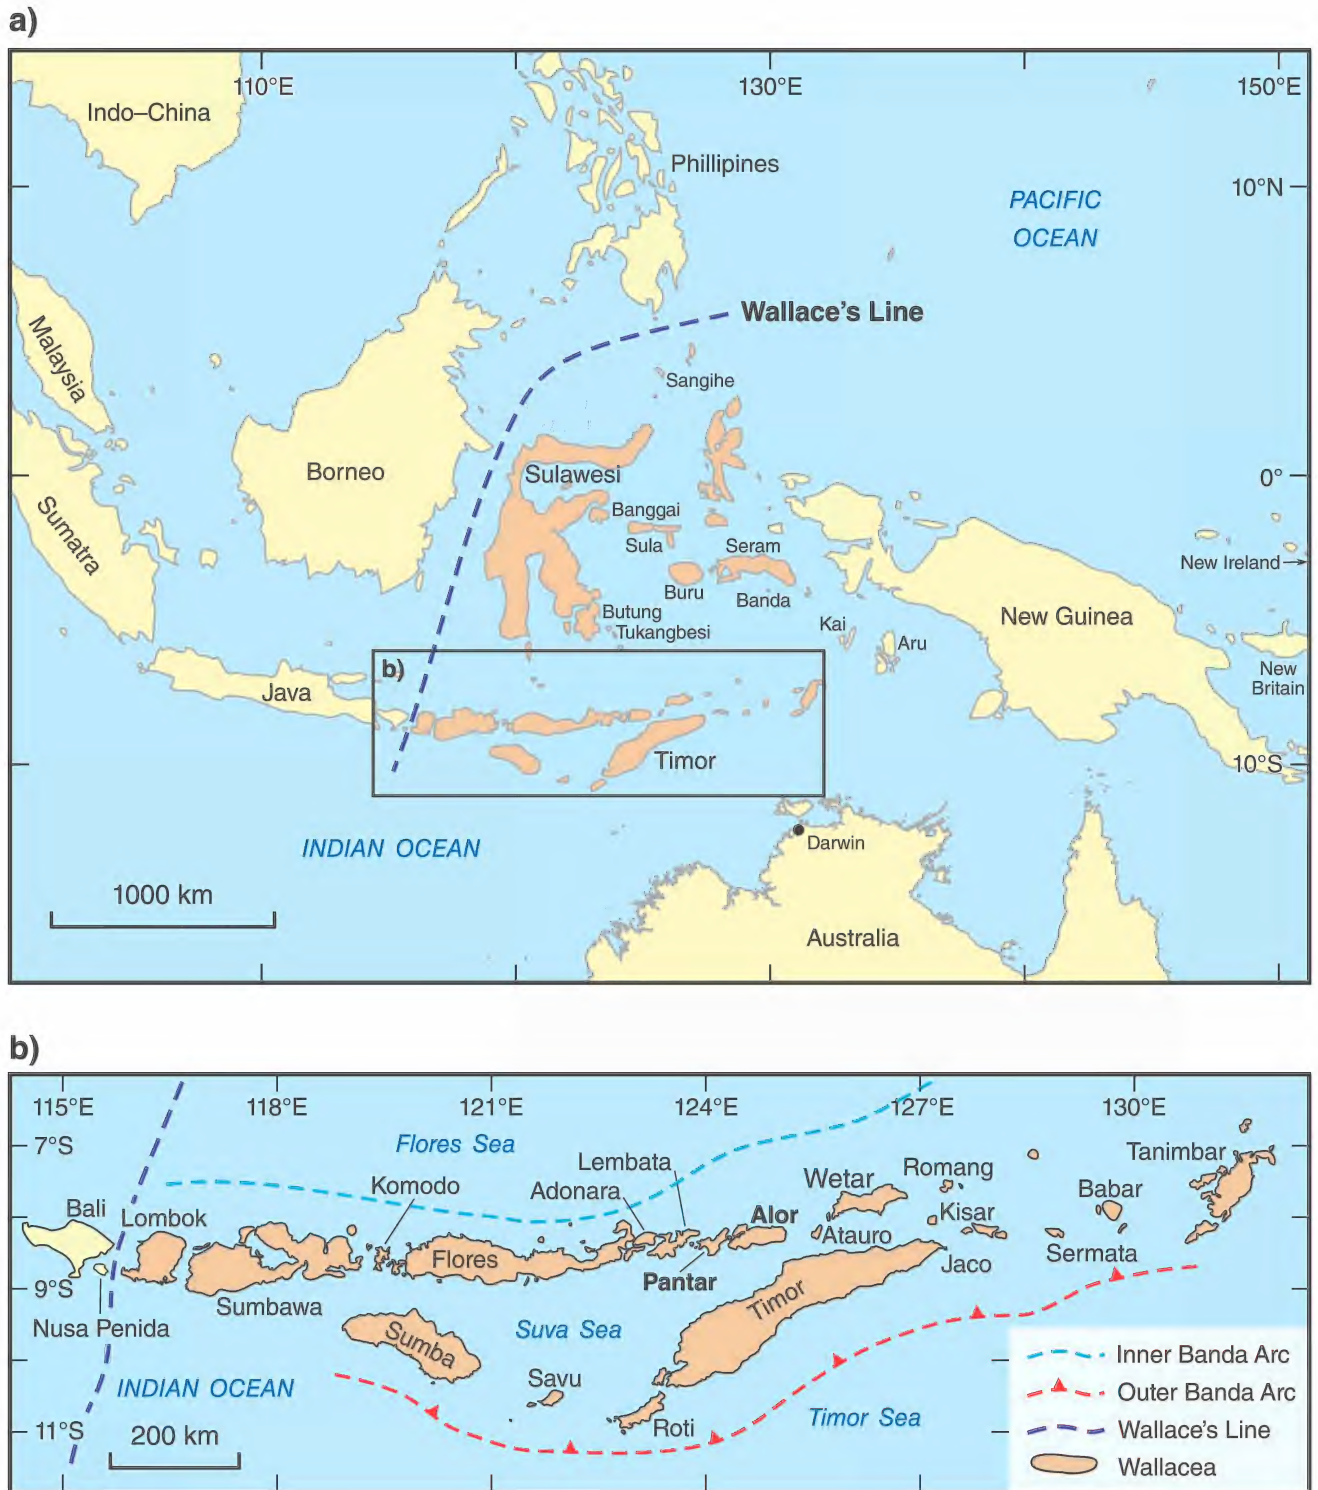 a)
110°E
130°E
150°E
Indo–China
Phillipines
10°N
PACIFIC
OCEAN
Wallace's Line
Malaysia
Sangihe
Borneo
Sulawesi
0°
Sumatra
Banggai
Sula
Seram
New Ireland
Buru
Banda
Butung
Tukangbesi
New Guinea
Kai
Aru
b)
Java
New
Britain
Timor
10°S
INDIAN OCEAN
Darwin
1000 km
Australia
b)
115°E
118°E
121°E
124°E
127°E
130°E
7°S
Flores Sea
Lembata
Tanimbar
Komodo
Adonara
Wetar
Romang
Babar
Bali
Lombok
Alor
Kisar
Atauro
Flores
Sermata
Jaco
Pantar
9°S
Sumbawa
Timor
Nusa Penida
Suva Sea
Sumba
Savu
INDIAN OCEAN
Timor Sea
Roti
11°S
200 km
Inner Banda Arc
Outer Banda Arc
Wallace's Line
Wallacea